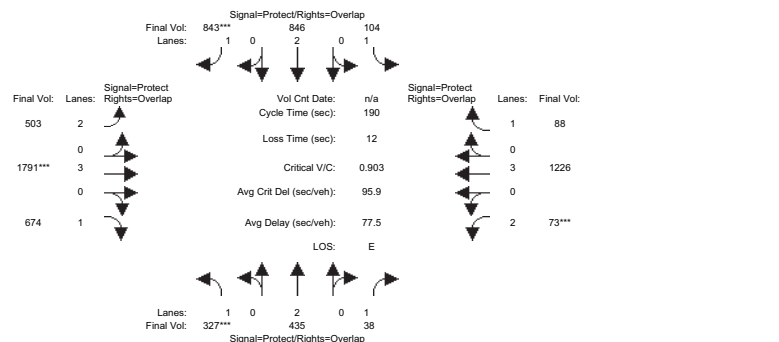 Signal=Protect/Rights=Overlap
Final Vol: 843*** 846 104
Lanes: 1 0 2 0 1
Signal=Protect Signal=Protect
Final Vol: Lanes: Rights=Overlap Vol Cnt Date: n/a Rights=Overlap Lanes: Final Vol:
Cycle Time (sec): 190
503 2 1 88
Loss Time (sec): 12
0 0
1791*** 3 Critical V/C: 0.903 3 1226
0 Avg Crit Del (sec/veh): 95.9 0
674 1 Avg Delay (sec/veh): 77.5 2 73***
LOS: E
Lanes: 1 0 2 0 1
Final Vol: 327*** 435 38
Signal=Protect/Rights=Overlap